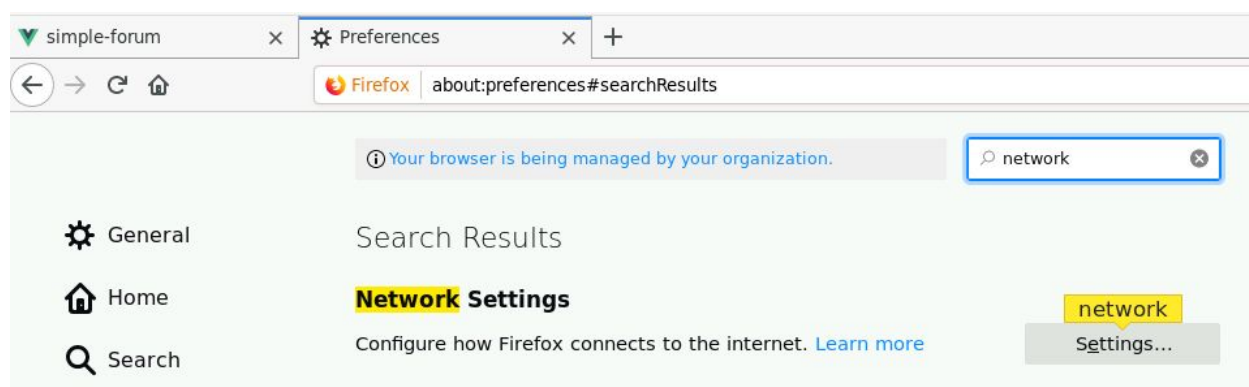 simple-forum
Preferences
Firefox about:preferences#searchResults
Your browser is being managed by your organization.
network
General
Search Results
Home
Network Settings
network
Search
Configure how Firefox connects to the internet. Learn more
Settings...